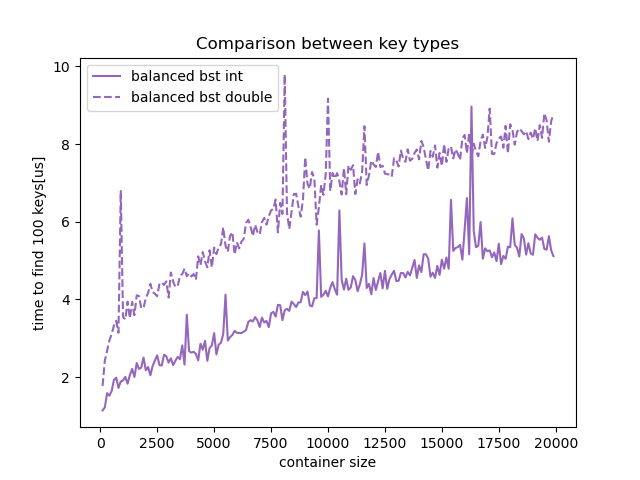 Comparison between key types
balanced bst int
balanced bst double
time to find 100 keys[us]
10
8
6
4
2
0 2500 5000 7500 10000 12500 15000 17500 20000
container size